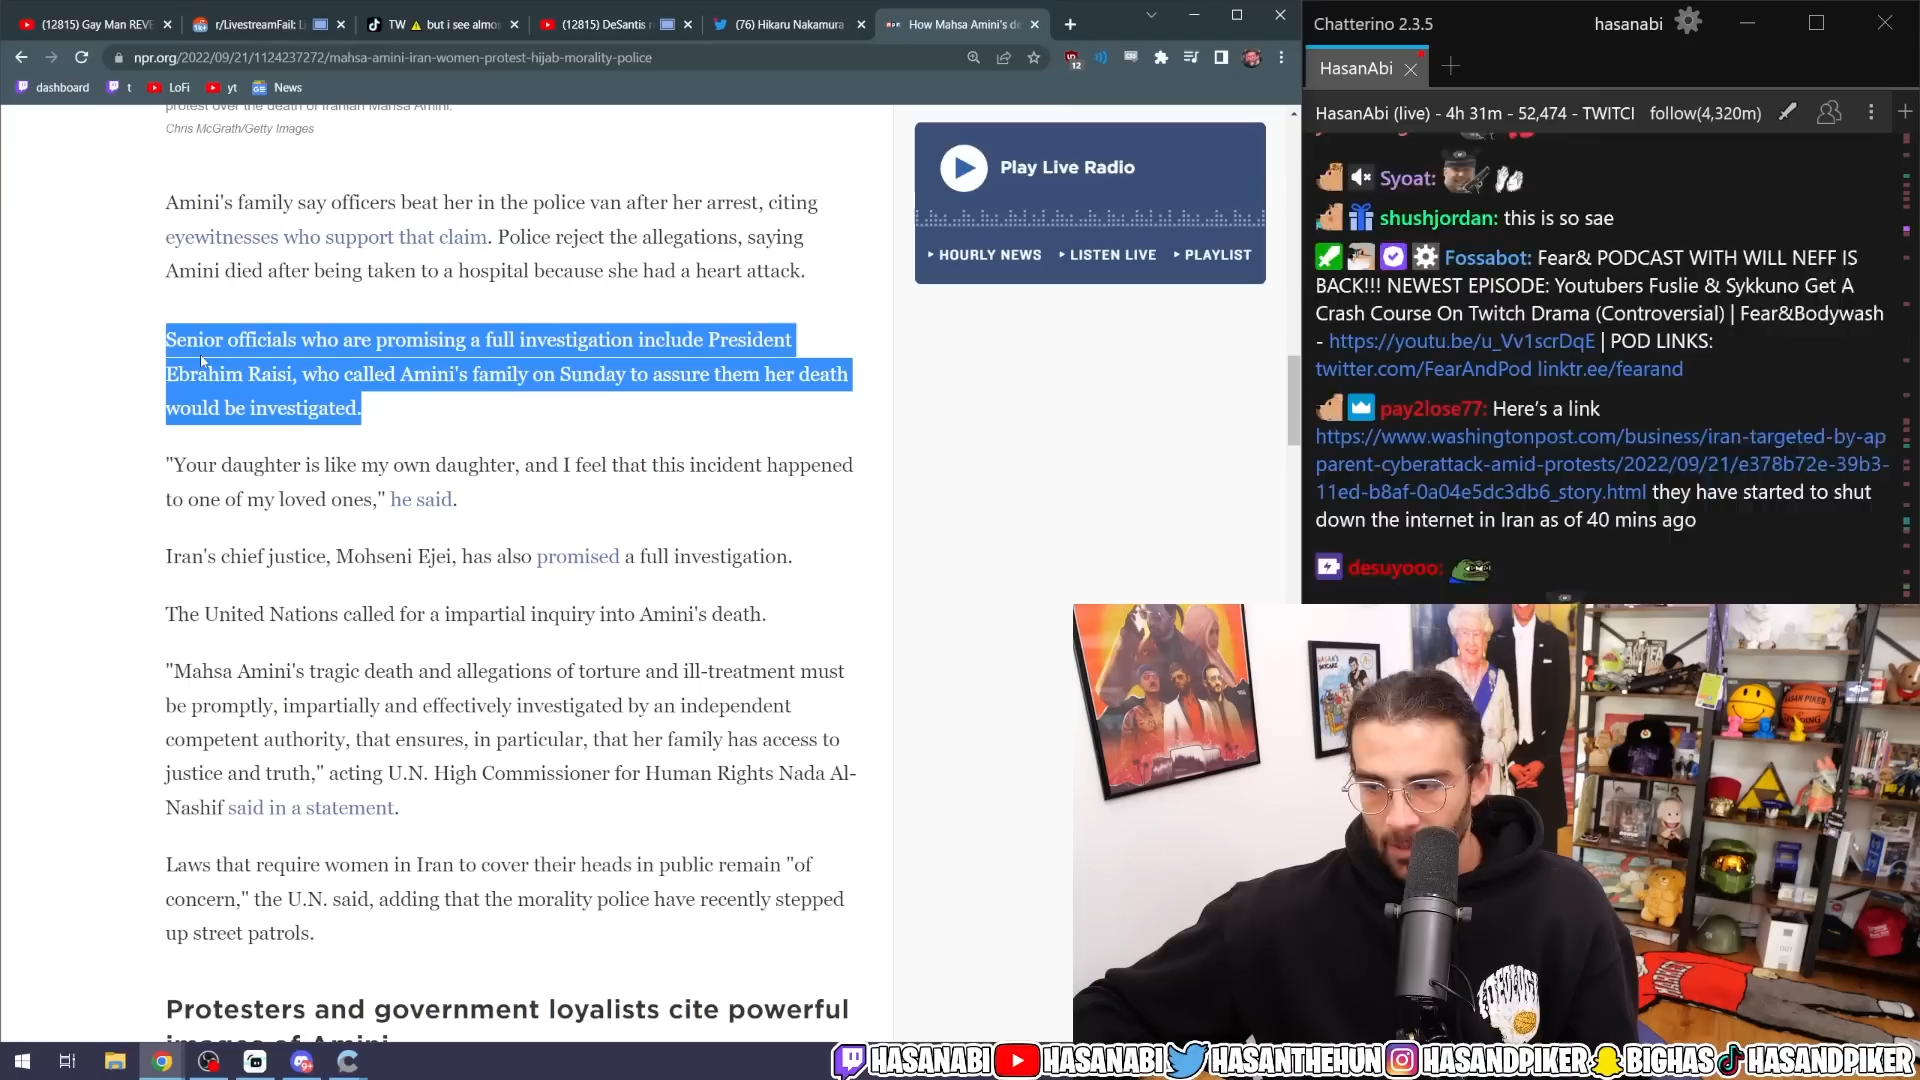 (12815) Gay Man REVE
r/LivestreamFail: L
TW ⚠ but i see almos
(12815) DeSantis r
(76) Hikaru Nakamura
How Mahsa Amini's de
npr.org/2022/09/21/1124237272/mahsa-amini-iran-women-protest-hijab-morality-police
12
dashboard
t
LoFi
yt
News
protest over the death of Iranian Mahsa Amini.
Chris McGrath/Getty Images
Amini's family say officers beat her in the police van after her arrest, citing
eyewitnesses who support that claim. Police reject the allegations, saying
Amini died after being taken to a hospital because she had a heart attack.
Senior officials who are promising a full investigation include President
Ebrahim Raisi, who called Amini's family on Sunday to assure them her death
would be investigated.
"Your daughter is like my own daughter, and I feel that this incident happened
to one of my loved ones," he said.
Iran's chief justice, Mohseni Ejei, has also promised a full investigation.
The United Nations called for a impartial inquiry into Amini's death.
"Mahsa Amini's tragic death and allegations of torture and ill-treatment must
be promptly, impartially and effectively investigated by an independent
competent authority, that ensures, in particular, that her family has access to
justice and truth," acting U.N. High Commissioner for Human Rights Nada Al-
Nashif said in a statement.
Laws that require women in Iran to cover their heads in public remain "of
concern," the U.N. said, adding that the morality police have recently stepped
up street patrols.
Protesters and government loyalists cite powerful
images of Amini
Play Live Radio
HOURLY NEWS
LISTEN LIVE
PLAYLIST
Chatterino 2.3.5
hasanabi
HasanAbi
HasanAbi (live) - 4h 31m - 52,474 - TWITCI
follow(4,320m)
Syoat:
shushjordan: this is so sae
Fossabot: Fear& PODCAST WITH WILL NEFF IS
BACK!!! NEWEST EPISODE: Youtubers Fuslie & Sykkuno Get A
Crash Course On Twitch Drama (Controversial) | Fear&Bodywash
- https://youtu.be/u_Vv1scrDqE | POD LINKS:
twitter.com/FearAndPod linktr.ee/fearand
pay2lose77: Here's a link
https://www.washingtonpost.com/business/iran-targeted-by-ap
parent-cyberattack-amid-protests/2022/09/21/e378b72e-39b3-
11ed-b8af-0a04e5dc3db6_story.html they have started to shut
down the internet in Iran as of 40 mins ago
desuyooo:
HASANABI
HASANABI
HASANTHEHUN
HASANDPIKER
BIGHAS
HASANDPIKER